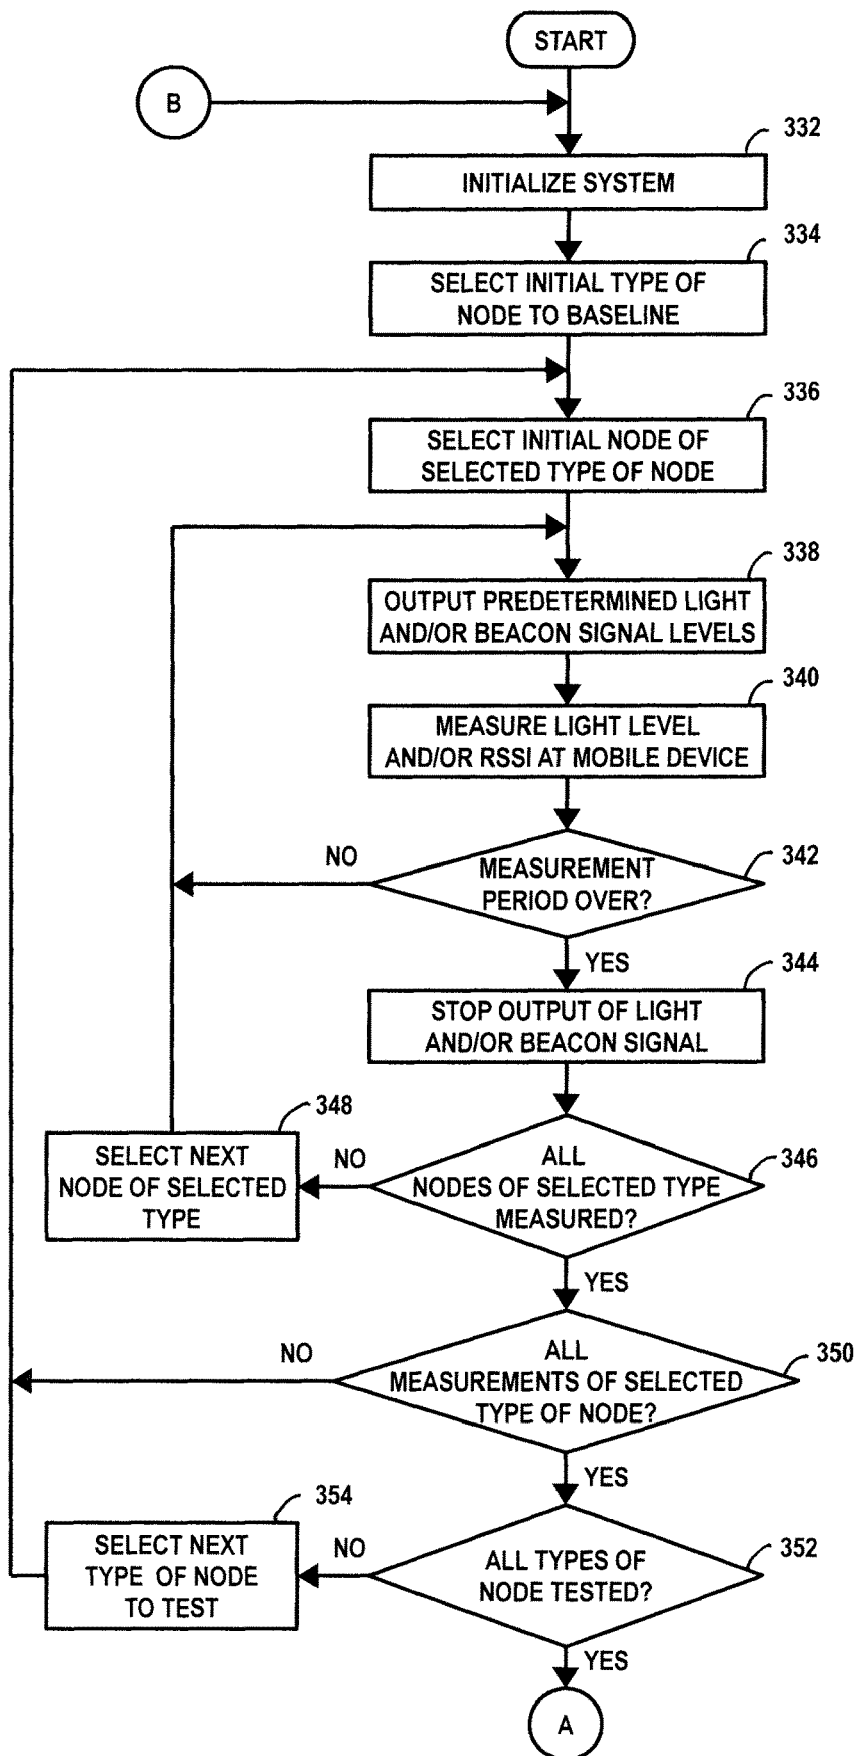 START
B
332
INITIALIZE SYSTEM
334
SELECT INITIAL TYPE OF
NODE TO BASELINE
336
SELECT INITIAL NODE OF
SELECTED TYPE OF NODE
338
OUTPUT PREDETERMINED LIGHT
AND/OR BEACON SIGNAL LEVELS
340
MEASURE LIGHT LEVEL
AND/OR RSSI AT MOBILE DEVICE
342
NO
MEASUREMENT
PERIOD OVER?
YES
344
STOP OUTPUT OF LIGHT
AND/OR BEACON SIGNAL
348
SELECT NEXT
NODE OF SELECTED
TYPE
NO
346
ALL
NODES OF SELECTED TYPE
MEASURED?
YES
NO
350
ALL
MEASUREMENTS OF SELECTED
TYPE OF NODE?
YES
354
SELECT NEXT
TYPE OF NODE
TO TEST
NO
352
ALL TYPES OF
NODE TESTED?
YES
A